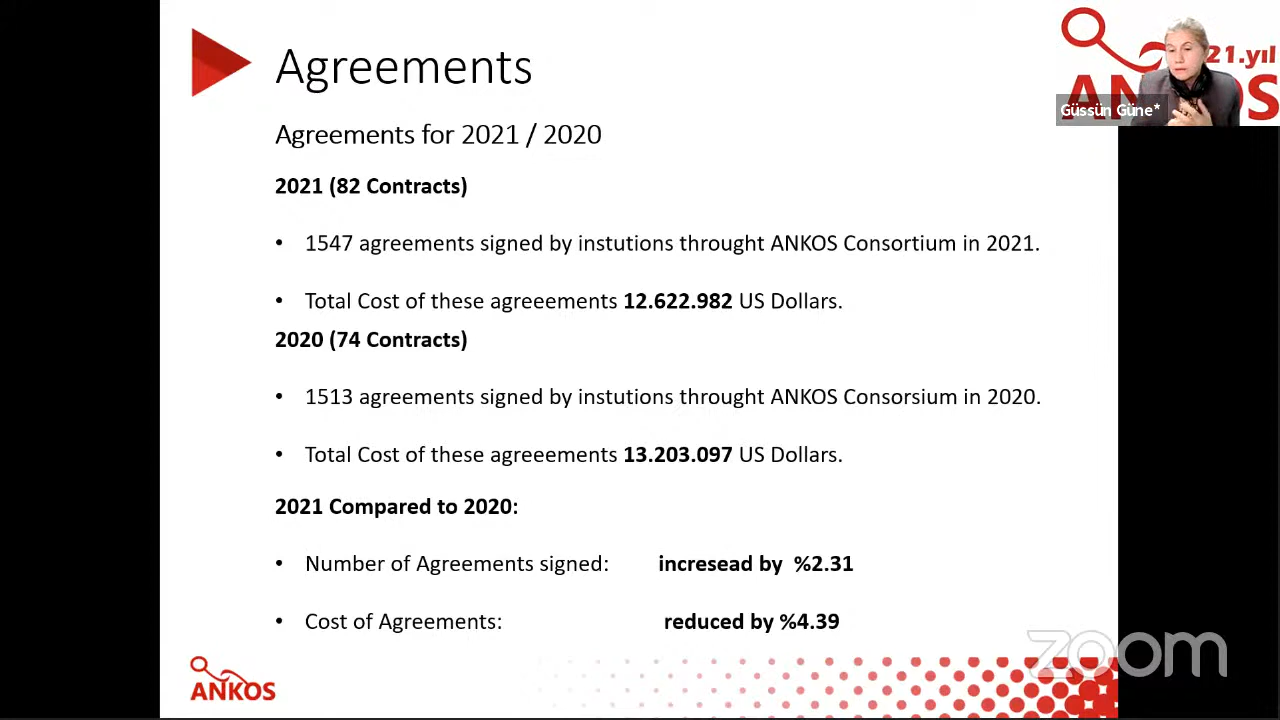 Agreements
Agreements for 2021 / 2020
2021 (82 Contracts)
• 1547 agreements signed by instutions throught ANKOS Consortium in 2021.
• Total Cost of these agreeements 12.622.982 US Dollars.
2020 (74 Contracts)
• 1513 agreements signed by instutions throught ANKOS Consorsium in 2020.
• Total Cost of these agreeements 13.203.097 US Dollars.
2021 Compared to 2020:
• Number of Agreements signed: incresead by %2.31
• Cost of Agreements: reduced by %4.39
ANKOS
21.yıl
Güssün Güne*
zoom